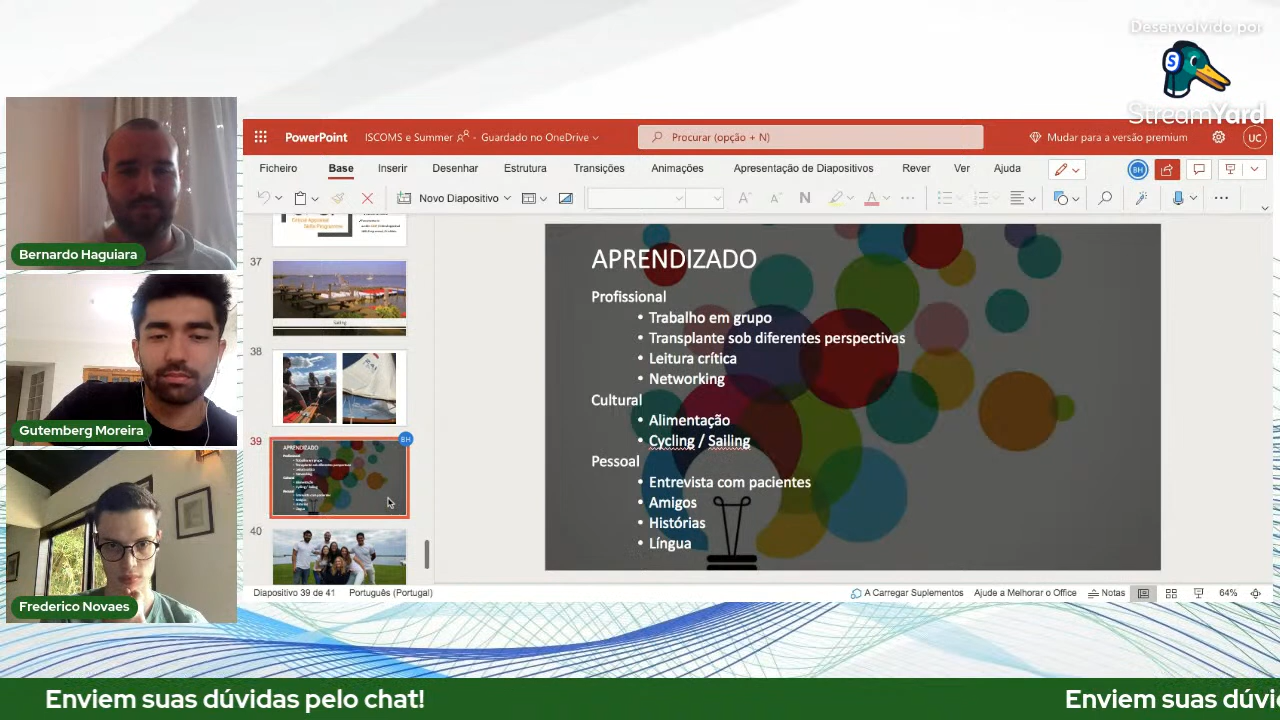 Desenvolvido por
StreamYard
Bernardo Haguiara
Gutemberg Moreira
Frederico Novaes
PowerPoint
ISCOMS e Summer - Guardado no OneDrive
Procurar (opção + N)
Mudar para a versão premium
UC
Ficheiro
Base
Inserir
Desenhar
Estrutura
Transições
Animações
Apresentação de Diapositivos
Rever
Ver
Ajuda
BH
Novo Diapositivo
N
A
37
Sailing
38
39
BH
APRENDIZADO
40
APRENDIZADO
Profissional
• Trabalho em grupo
• Transplante sob diferentes perspectivas
• Leitura crítica
• Networking
Cultural
• Alimentação
• Cycling / Sailing
Pessoal
• Entrevista com pacientes
• Amigos
• Histórias
• Língua
Diapositivo 39 de 41
Português (Portugal)
A Carregar Suplementos
Ajude a Melhorar o Office
Notas
64%
Enviem suas dúvidas pelo chat!
Enviem suas dúvi